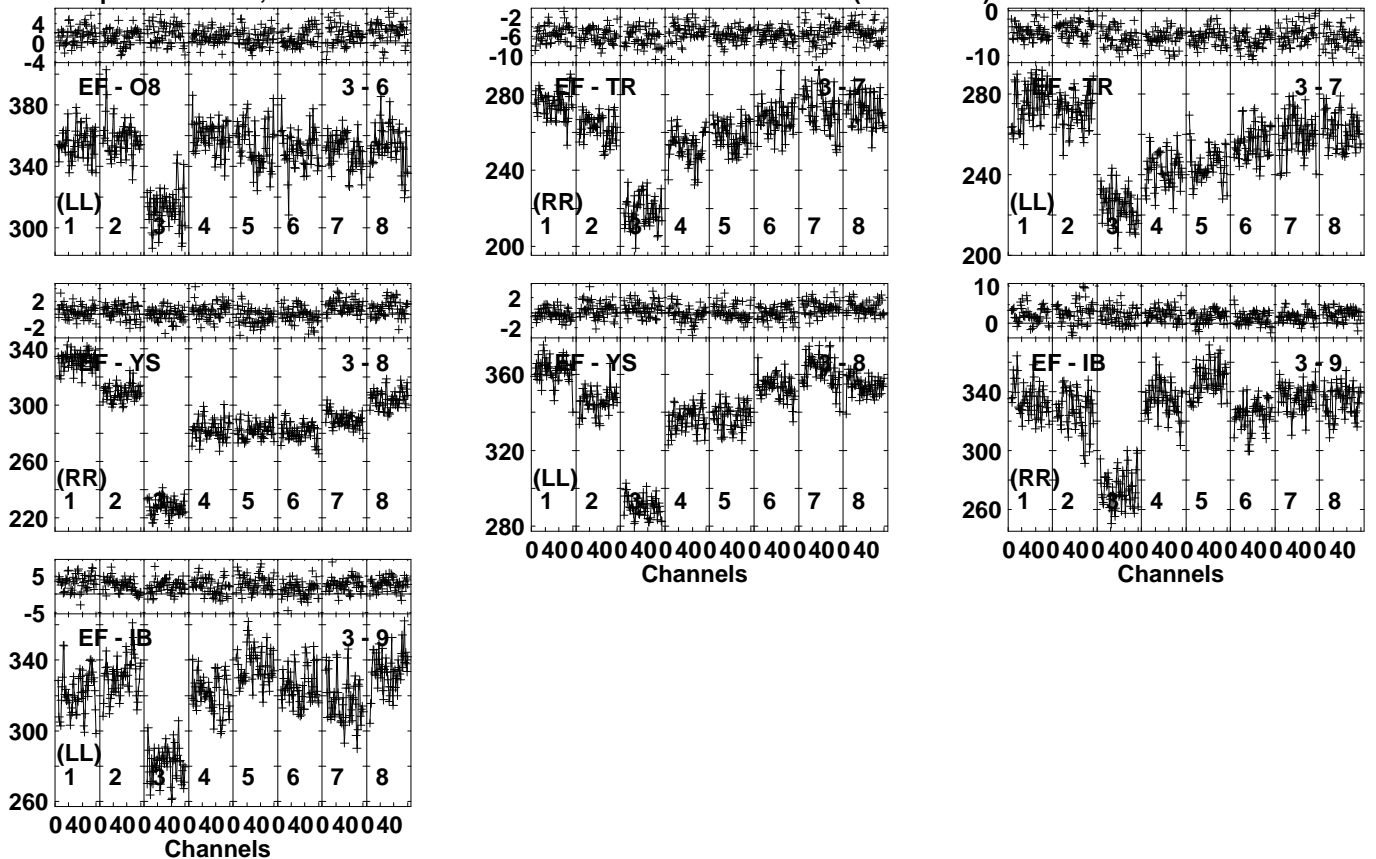 4
0
-4
EF - O8 3 - 6
380
340
300
(LL)
1 2 3 4 5 6 7 8
-2
-6
-10
EF - TR 3 - 7
280
240
200
(RR)
1 2 3 4 5 6 7 8
0
-10
EF - TR 3 - 7
280
240
200
(LL)
1 2 3 4 5 6 7 8
2
-2
EF - YS 3 - 8
340
300
260
220
(RR)
1 2 3 4 5 6 7 8
2
-2
EF - YS 3 - 8
360
320
280
(LL)
1 2 3 4 5 6 7 8
0 40 0 40 0 40 0 40 0 40 0 40 0 40 0 40
Channels
10
0
EF - IB 3 - 9
340
300
260
(RR)
1 2 3 4 5 6 7 8
0 40 0 40 0 40 0 40 0 40 0 40 0 40 0 40
Channels
5
-5
EF - IB 3 - 9
340
300
260
(LL)
1 2 3 4 5 6 7 8
0 40 0 40 0 40 0 40 0 40 0 40 0 40 0 40
Channels